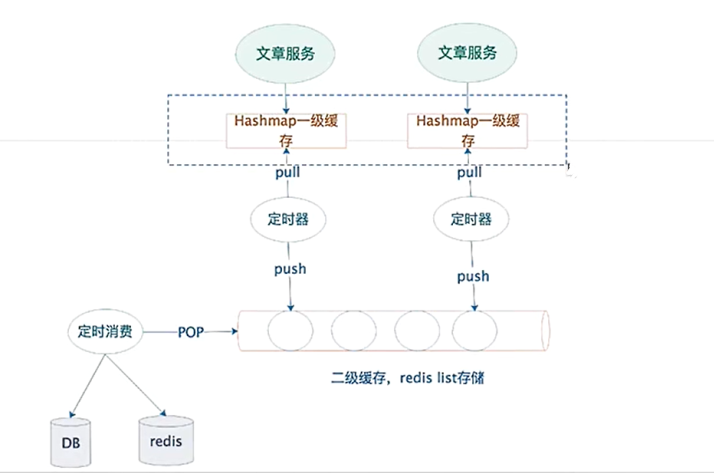 文章服务
文章服务
Hashmap一级缓
存
Hashmap一级缓
存
pull
pull
定时器
定时器
push
push
定时消费
POP
二级缓存，redis list存储
DB
redis